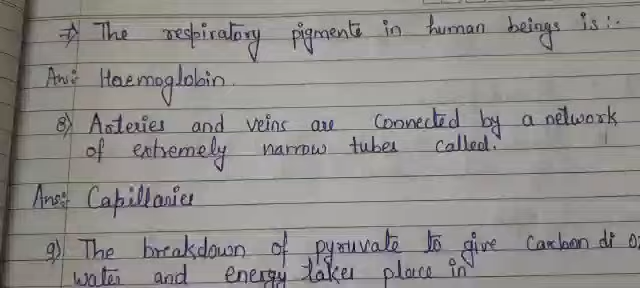 7) The respiratory pigmente in human beings is :-
Ans:- Haemoglobin.
8) Arteries and veins are connected by a network
of extremely narrow tubes called.
Ans:- Capillaries
9) The breakdown of pyruvate to give carbon di
water and energy takes place in